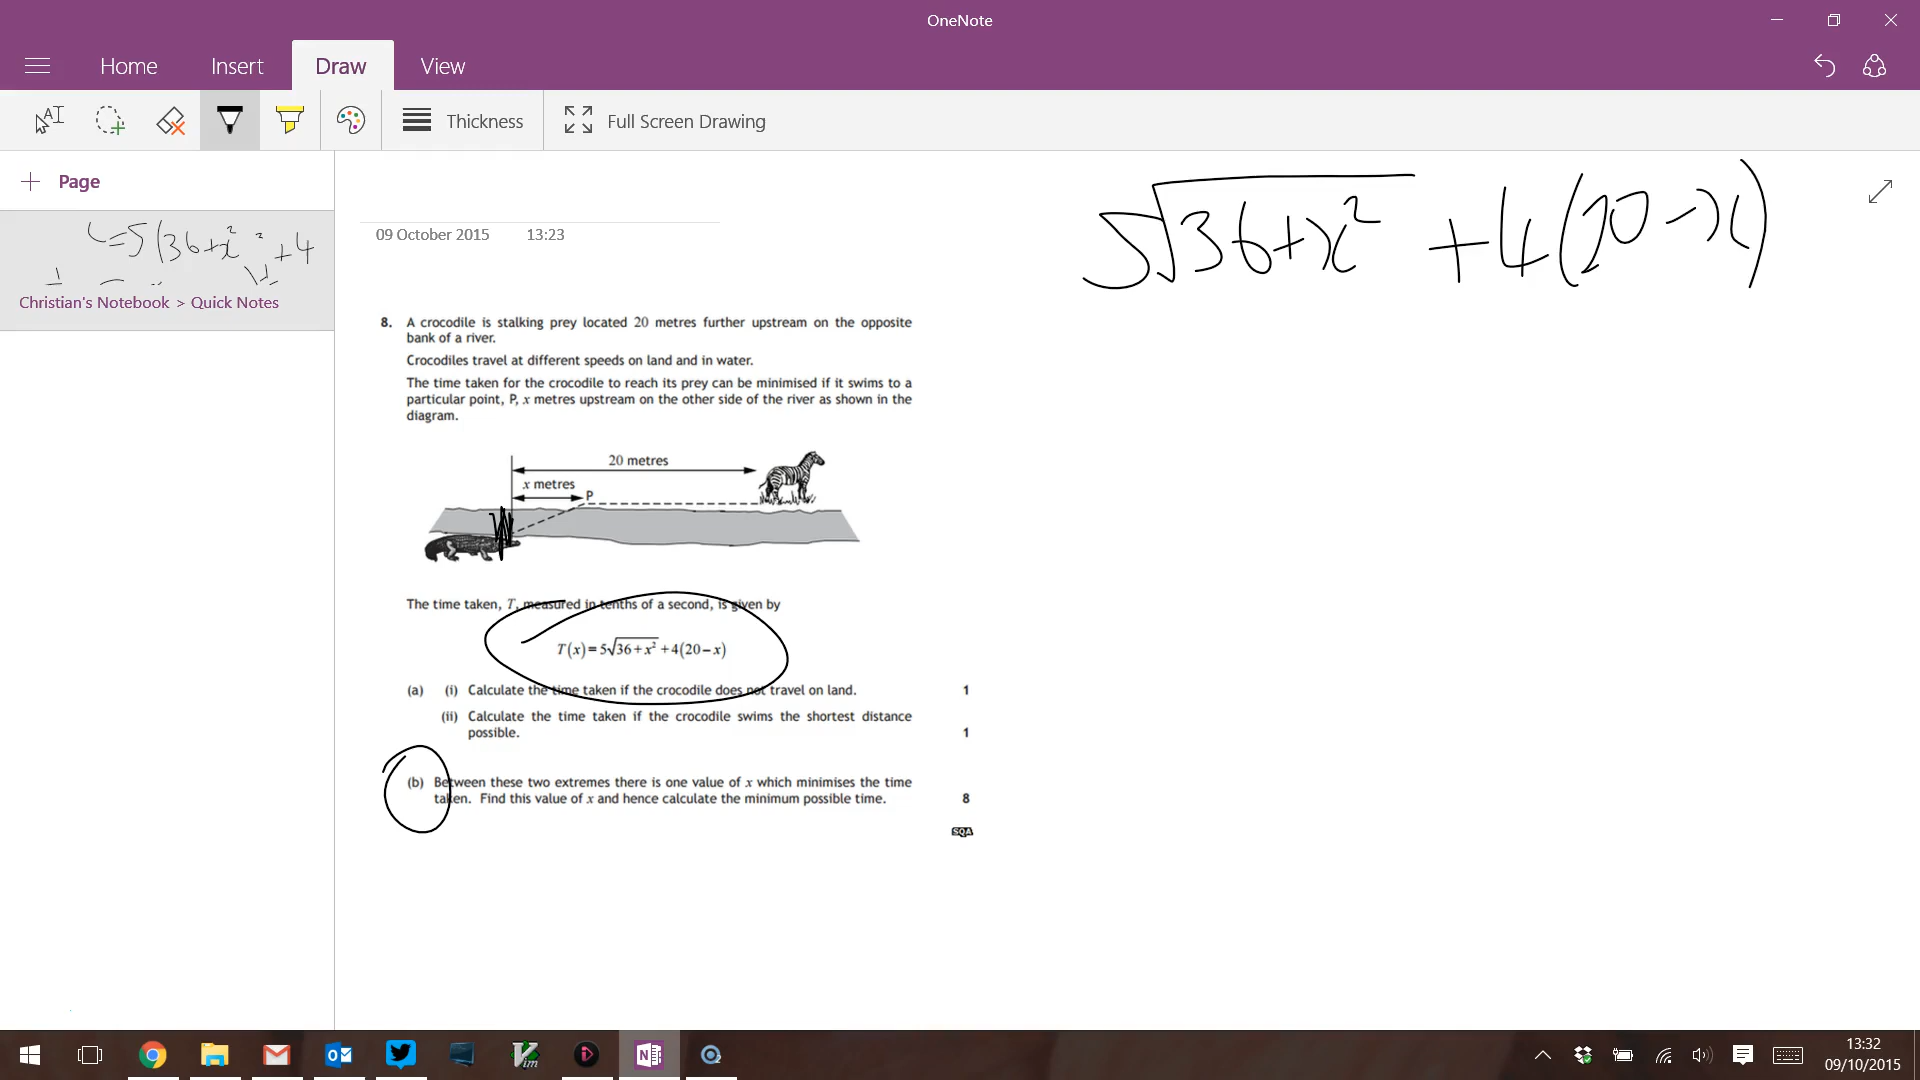 OneNote
Home Insert Draw View
Thickness Full Screen Drawing
Page
=5(36+x²
+4
Christian's Notebook > Quick Notes
09 October 2015 13:23
5√36+x² +4(20-x)
8. A crocodile is stalking prey located 20 metres further upstream on the opposite
bank of a river.
Crocodiles travel at different speeds on land and in water.
The time taken for the crocodile to reach its prey can be minimised if it swims to a
particular point, P, x metres upstream on the other side of the river as shown in the
diagram.
20 metres
x metres
P
The time taken, T, measured in tenths of a second, is given by
T(x)=5√36+x² +4(20−x)
(a) (i) Calculate the time taken if the crocodile does not travel on land. 1
(ii) Calculate the time taken if the crocodile swims the shortest distance
possible. 1
(b) Between these two extremes there is one value of x which minimises the time
taken. Find this value of x and hence calculate the minimum possible time. 8
SQA
13:32
09/10/2015